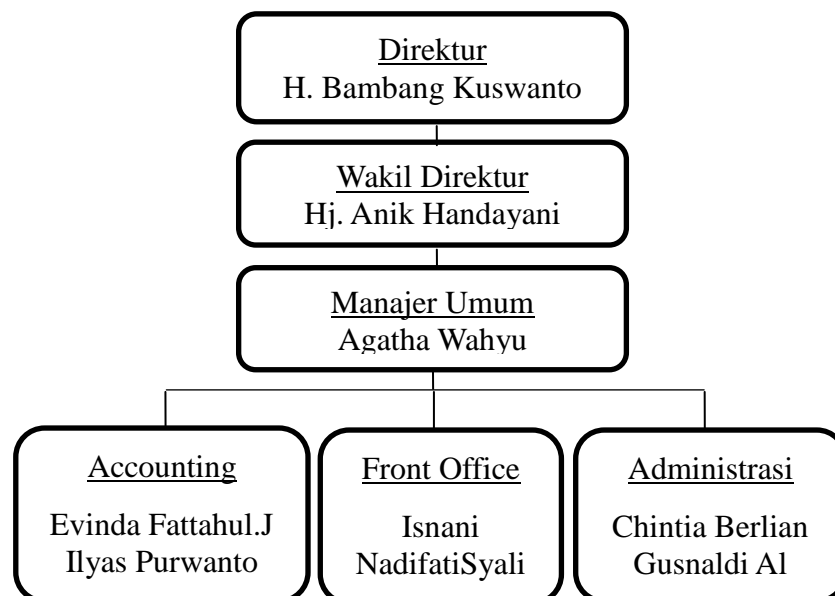 Direktur
H. Bambang Kuswanto
Wakil Direktur
Hj. Anik Handayani
Manajer Umum
Agatha Wahyu
Accounting
Evinda Fattahul.J
Ilyas Purwanto
Front Office
Isnani
NadifatiSyali
Administrasi
Chintia Berlian
Gusnaldi Al